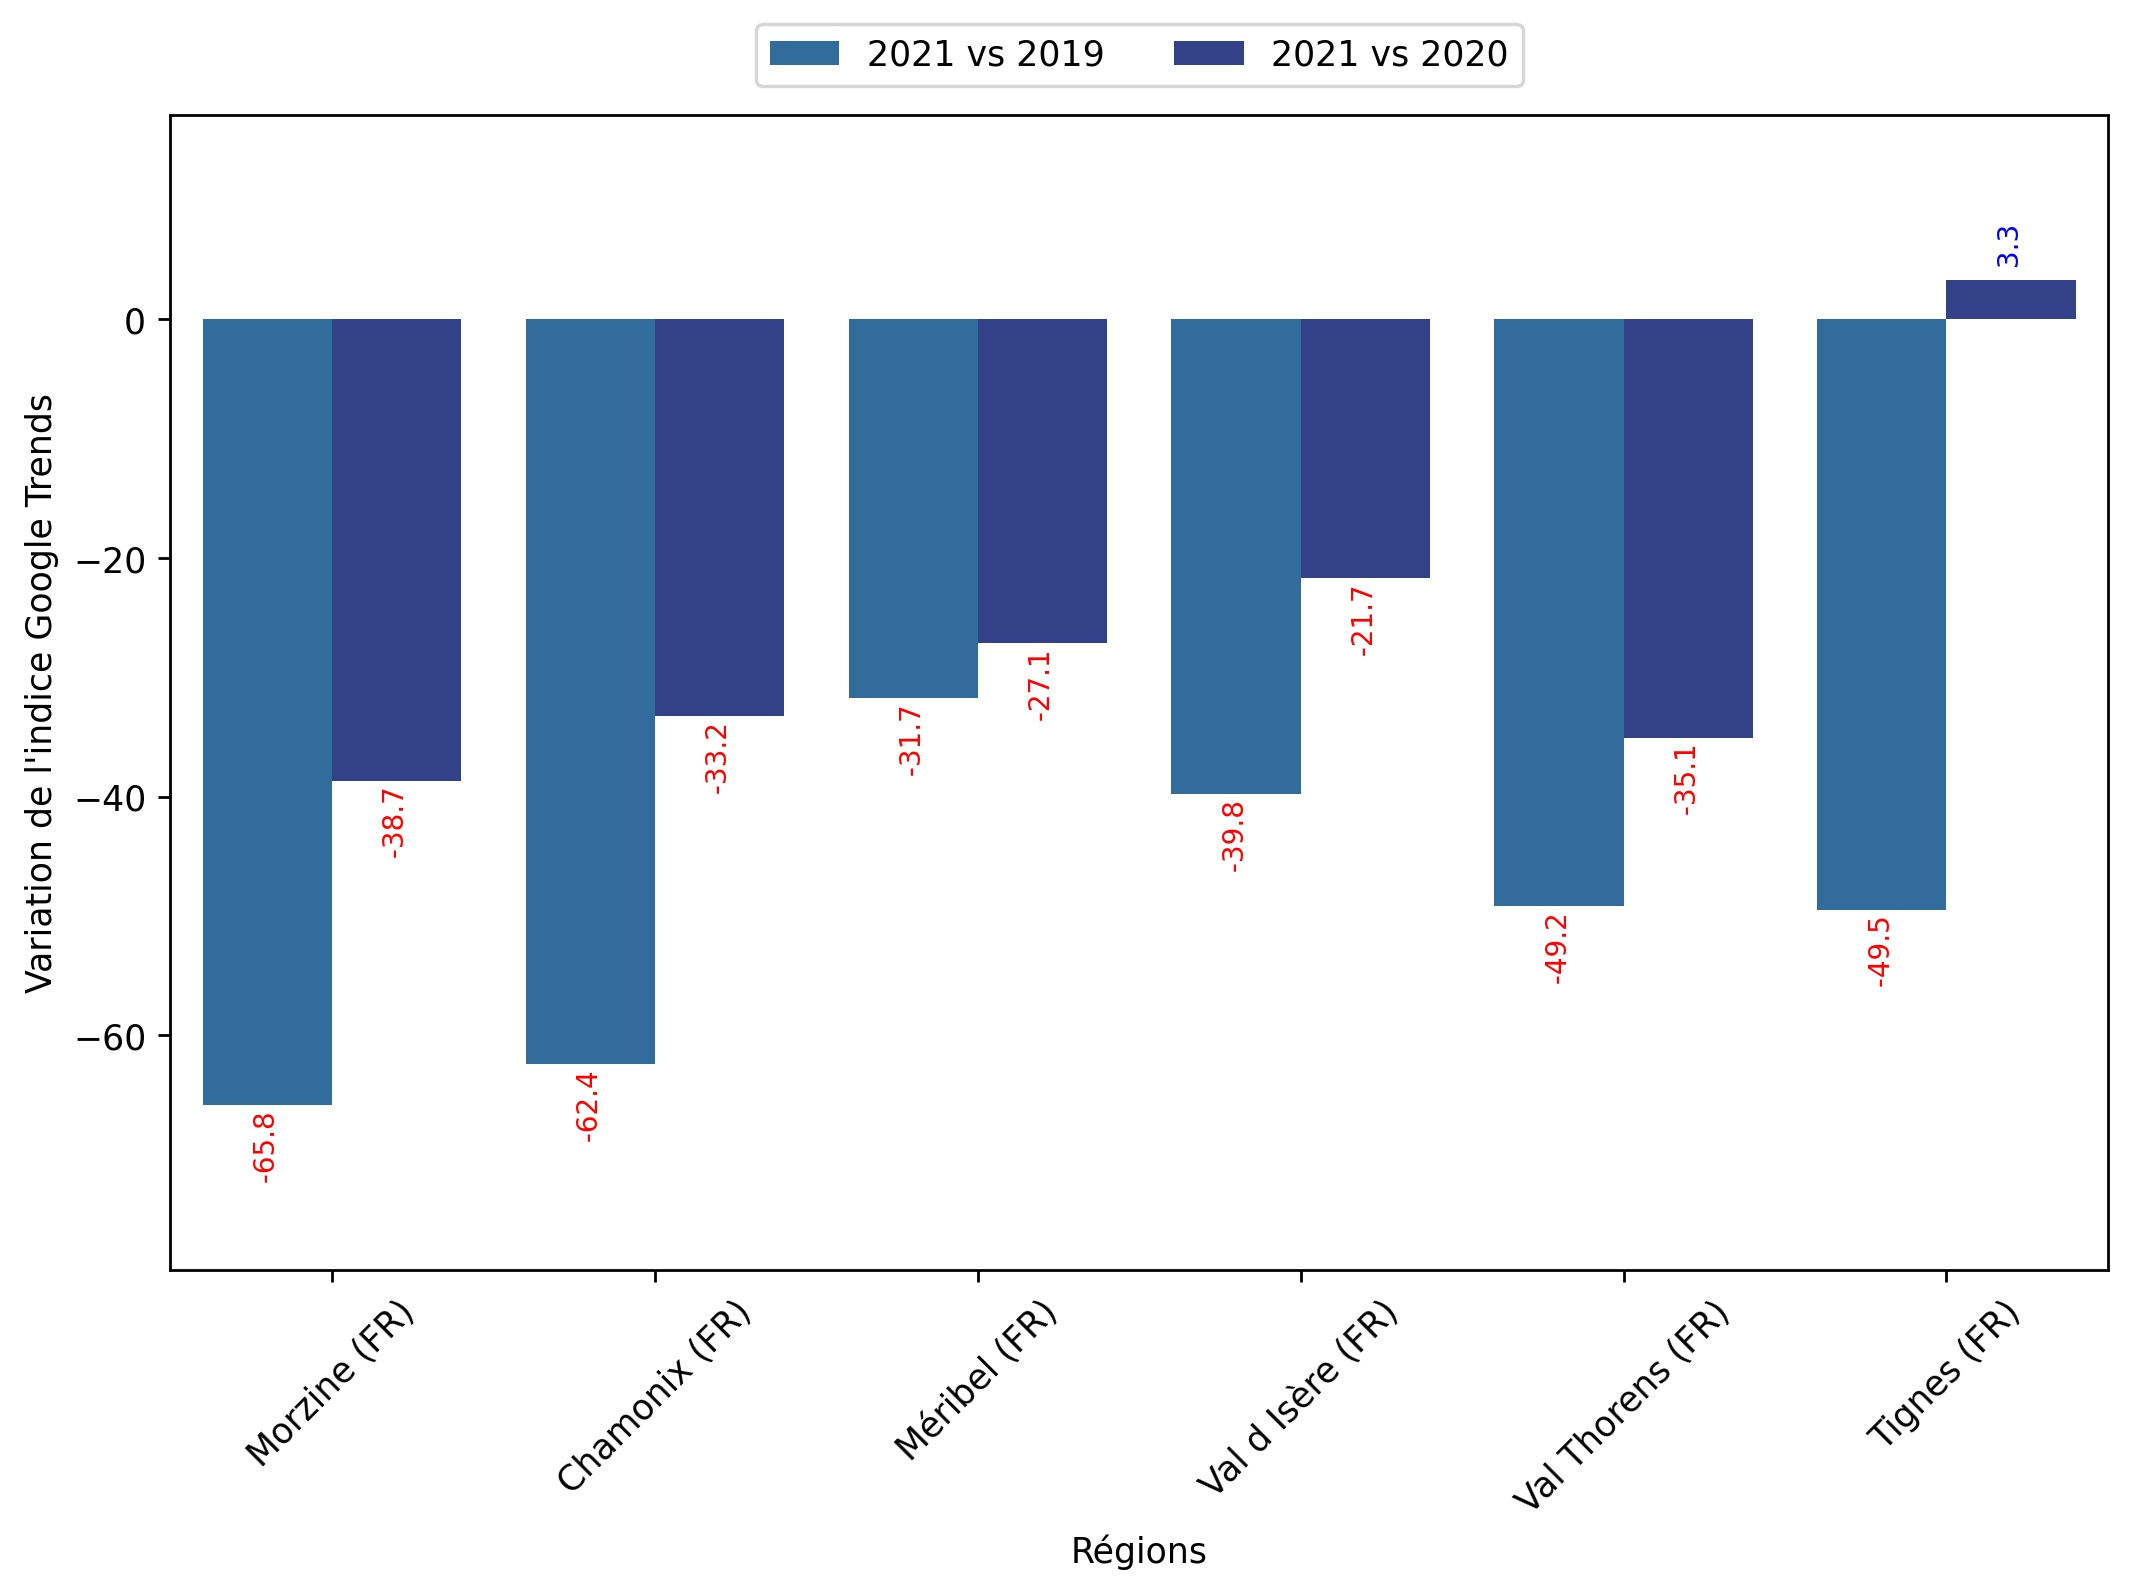 2021 vs 2019
2021 vs 2020
Variation de l'indice Google Trends
0
−20
−40
−60
-65.8
-38.7
-62.4
-33.2
-31.7
-27.1
-39.8
-21.7
-49.2
-35.1
-49.5
3.3
Morzine (FR)
Chamonix (FR)
Méribel (FR)
Val d Isère (FR)
Val Thorens (FR)
Tignes (FR)
Régions